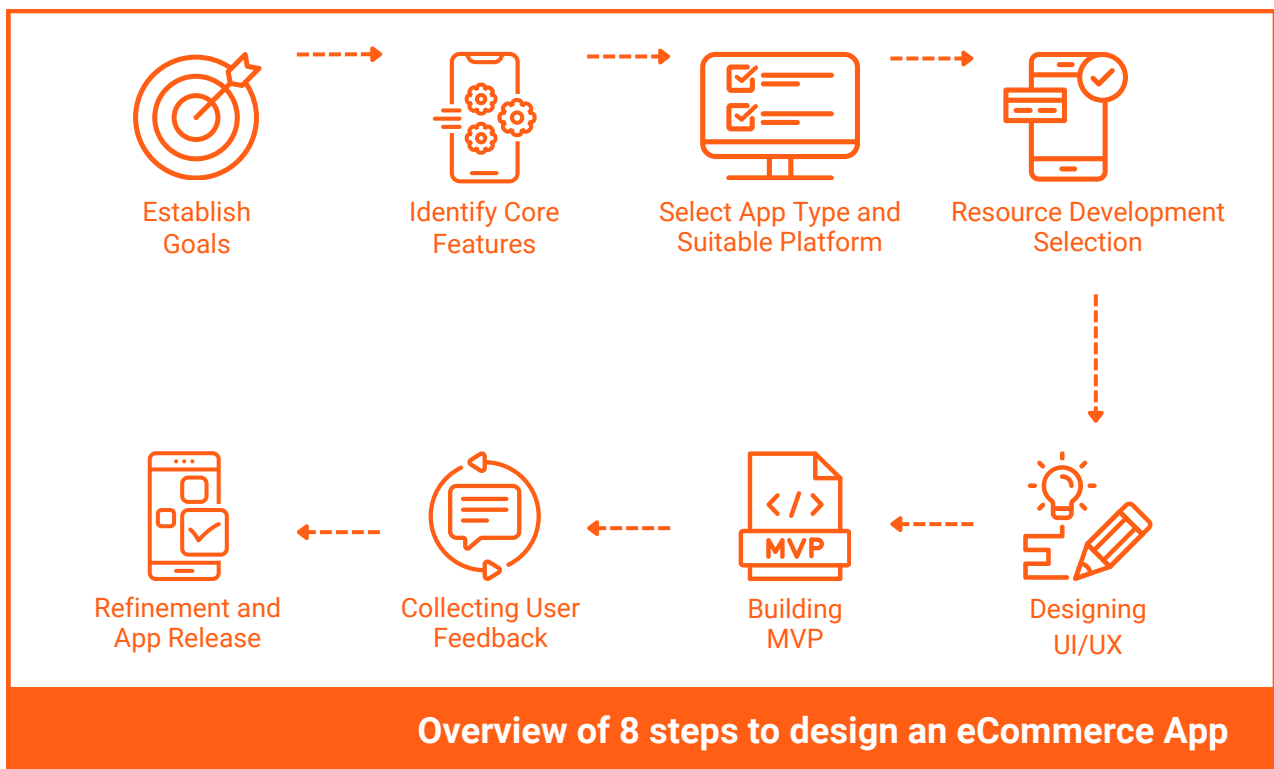 Establish
Goals
Identify Core
Features
Select App Type and
Suitable Platform
Resource Development
Selection
Designing
UI/UX
</>
MVP
Building
MVP
Collecting User
Feedback
Refinement and
App Release
Overview of 8 steps to design an eCommerce App